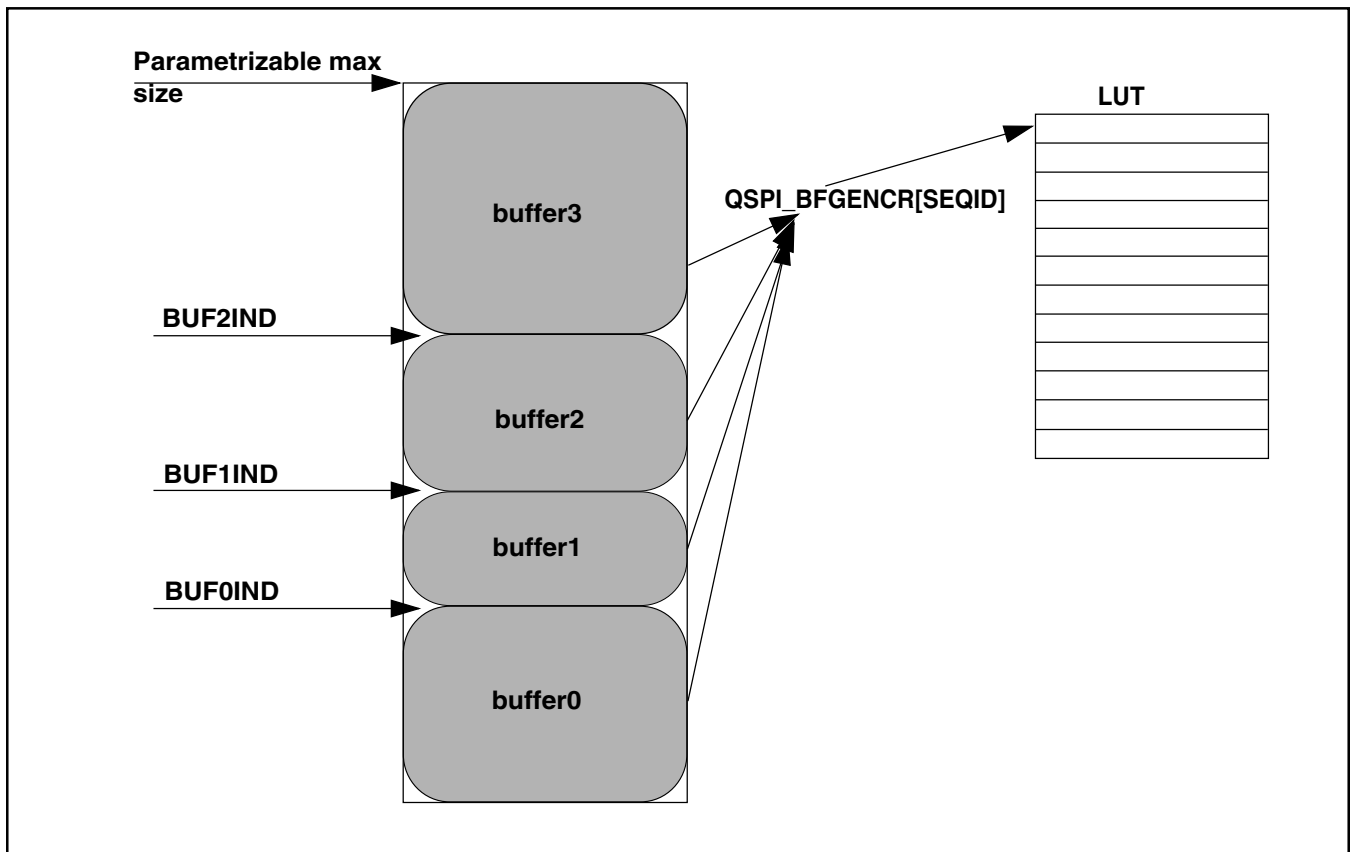 Parametrizable max
size
LUT
buffer3
QSPI_BFGENCR[SEQID]
BUF2IND
buffer2
BUF1IND
buffer1
BUF0IND
buffer0